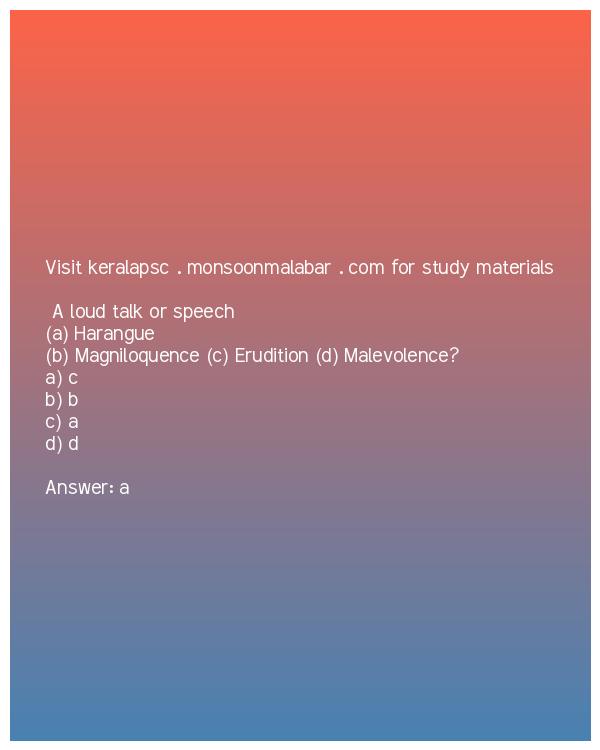 Visit keralapsc . monsoonmalabar . com for study materials
A loud talk or speech
(a) Harangue
(b) Magniloquence (c) Erudition (d) Malevolence?
a) c
b) b
c) a
d) d
Answer: a